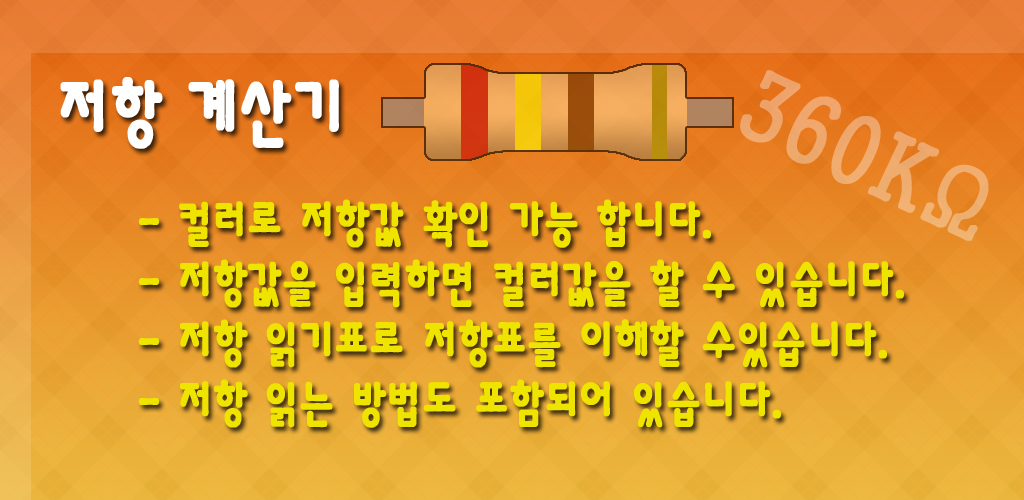 저항 계산기
360KΩ
- 컬러로 저항값 확인 가능 합니다.
- 저항값을 입력하면 컬러값을 할 수 있습니다.
- 저항 읽기표로 저항표를 이해할 수있습니다.
- 저항 읽는 방법도 포함되어 있습니다.